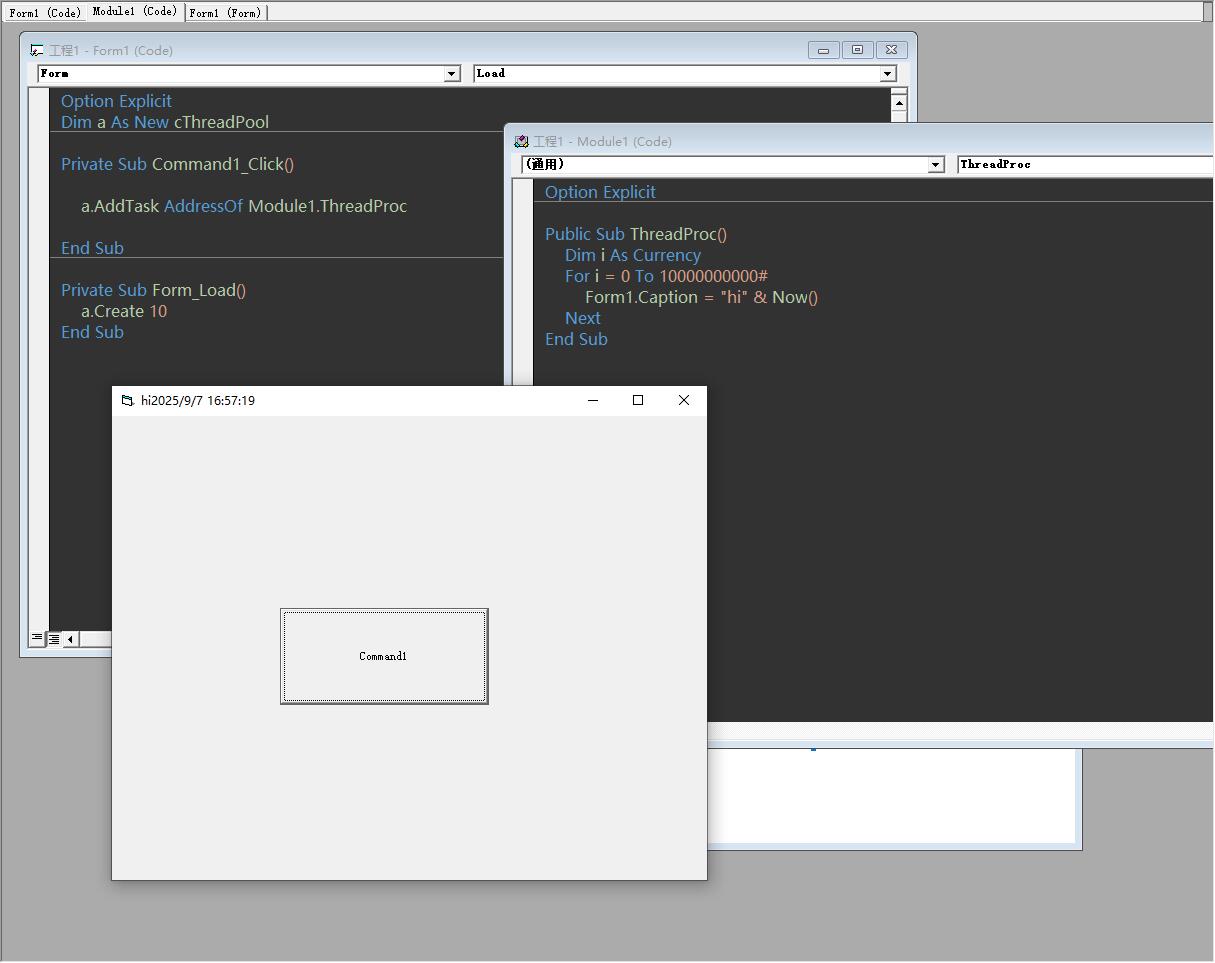 Form1 (Code) Module1 (Code) Form1 (Form)
工程1 - Form1 (Code)
Form Load
Option Explicit
Dim a As New cThreadPool
Private Sub Command1_Click()
a.AddTask AddressOf Module1.ThreadProc
End Sub
Private Sub Form_Load()
a.Create 10
End Sub
工程1 - Module1 (Code)
(通用) ThreadProc
Option Explicit
Public Sub ThreadProc()
Dim i As Currency
For i = 0 To 10000000000#
Form1.Caption = "hi" & Now()
Next
End Sub
hi2025/9/7 16:57:19
Command1